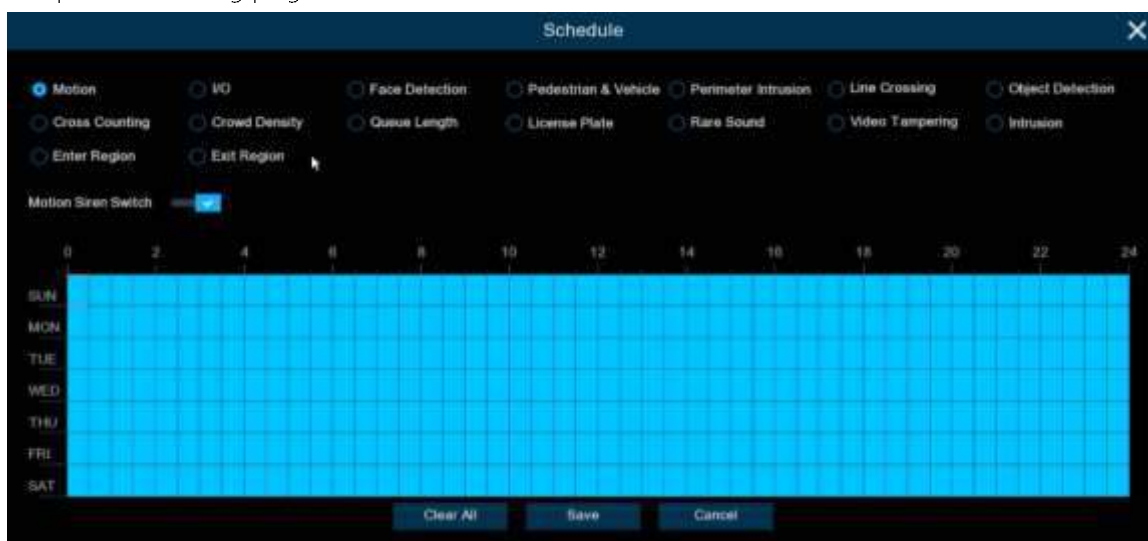 Schedule
Motion I/O Face Detection Pedestrian & Vehicle Perimeter Intrusion Line Crossing Object Detection
Cross Counting Crowd Density Queue Length License Plate Rare Sound Video Tampering Intrusion
Enter Region Exit Region
Motion Siren Switch
0 2 4 6 8 10 12 14 16 18 20 22 24
SUN
MON
TUE
WED
THU
FRI
SAT
Clear All Save Cancel